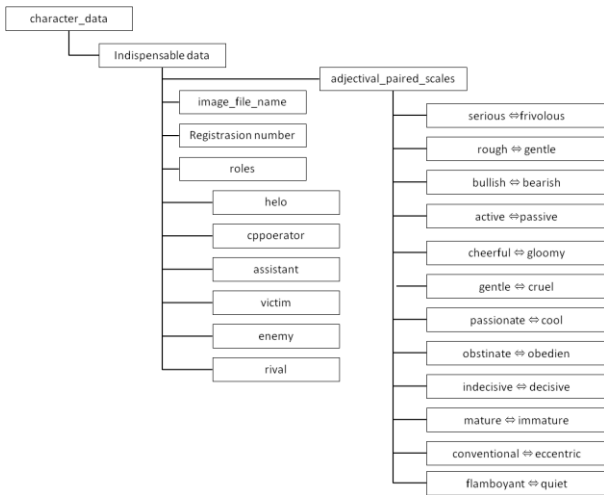 character_data
Indispensable data
adjectival_paired_scales
image_file_name
Registrasion number
roles
helo
cppoerator
assistant
victim
enemy
rival
serious ⇔frivolous
rough ⇔ gentle
bullish ⇔ bearish
active ⇔passive
cheerful ⇔ gloomy
gentle ⇔ cruel
passionate ⇔ cool
obstinate ⇔ obedien
indecisive ⇔ decisive
mature ⇔ immature
conventional ⇔ eccentric
flamboyant ⇔ quiet